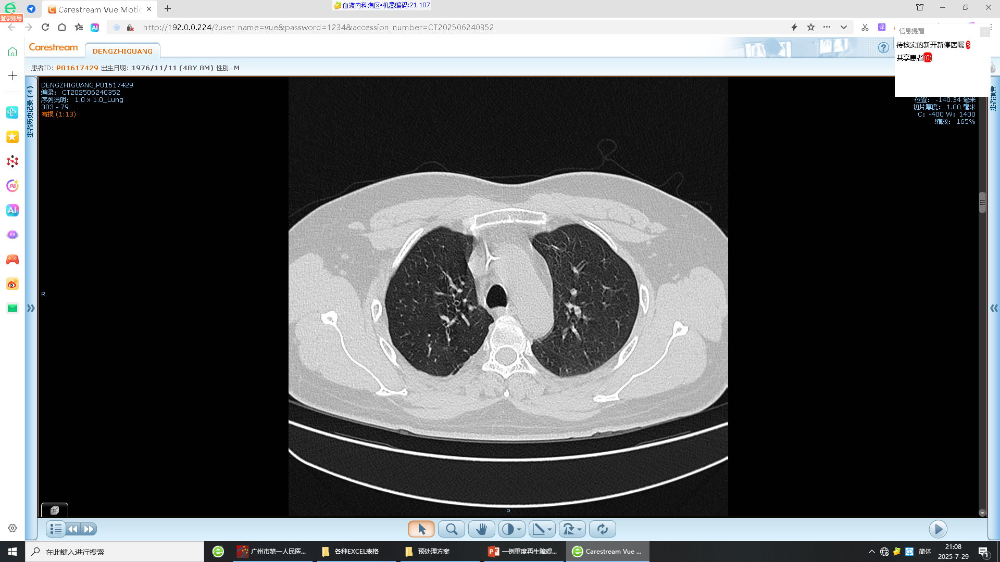 血液内科病区•机器编码:21.107
Carestream Vue Motic
登录账号
http://192.0.0.224/?user_name=vue&password=1234&accession_number=CT202506240352
信息提醒
待核实的新开新停医嘱 3
共享患者(0)
Carestream
DENGZHIGUANG
患者ID: P01617429 出生日期: 1976/11/11 (48Y 8M) 性别: M
患者历史记录 (4)
DENGZHIGUANG,P01617429
编录: CT202506240352
序列说明: 1.0 x 1.0_Lung
303 - 79
有损 (1:13)
位置: -140.34 毫米
切片厚度: 1.00 毫米
C: -400 W: 1400
缩放: 165%
患者报告
R
P
在此键入进行搜索
广州市第一人民医...
各种EXCEL表格
预处理方案
一例重度再生障碍...
Carestream Vue ...
简体
21:08
2025-7-29
1